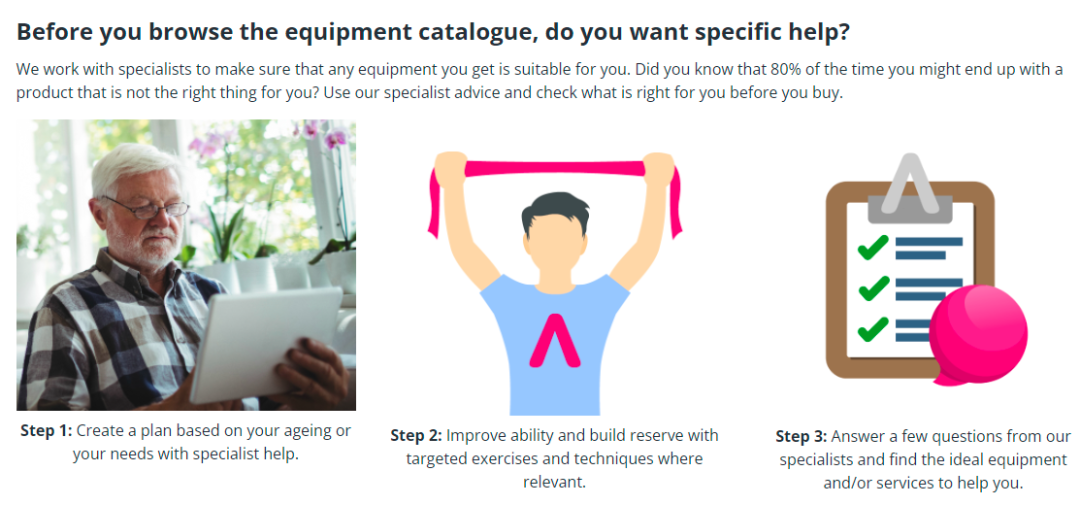 Before you browse the equipment catalogue, do you want specific help?
We work with specialists to make sure that any equipment you get is suitable for you. Did you know that 80% of the time you might end up with a
product that is not the right thing for you? Use our specialist advice and check what is right for you before you buy.
Step 1: Create a plan based on your ageing or
your needs with specialist help.
Step 2: Improve ability and build reserve with
targeted exercises and techniques where
relevant.
Step 3: Answer a few questions from our
specialists and find the ideal equipment
and/or services to help you.